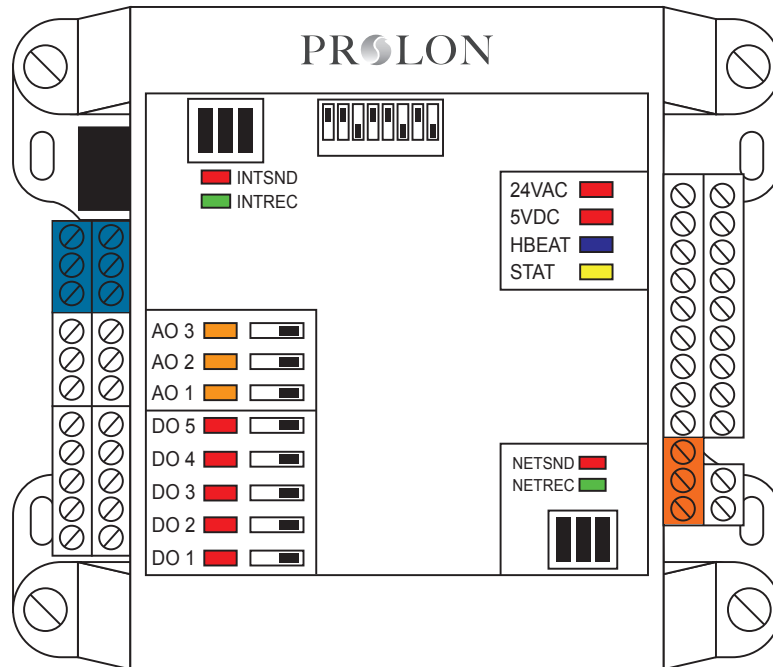 PROLON
INTSND
INTREC
24VAC
5VDC
HBEAT
STAT
AO 3
AO 2
AO 1
DO 5
DO 4
DO 3
DO 2
DO 1
NETSND
NETREC